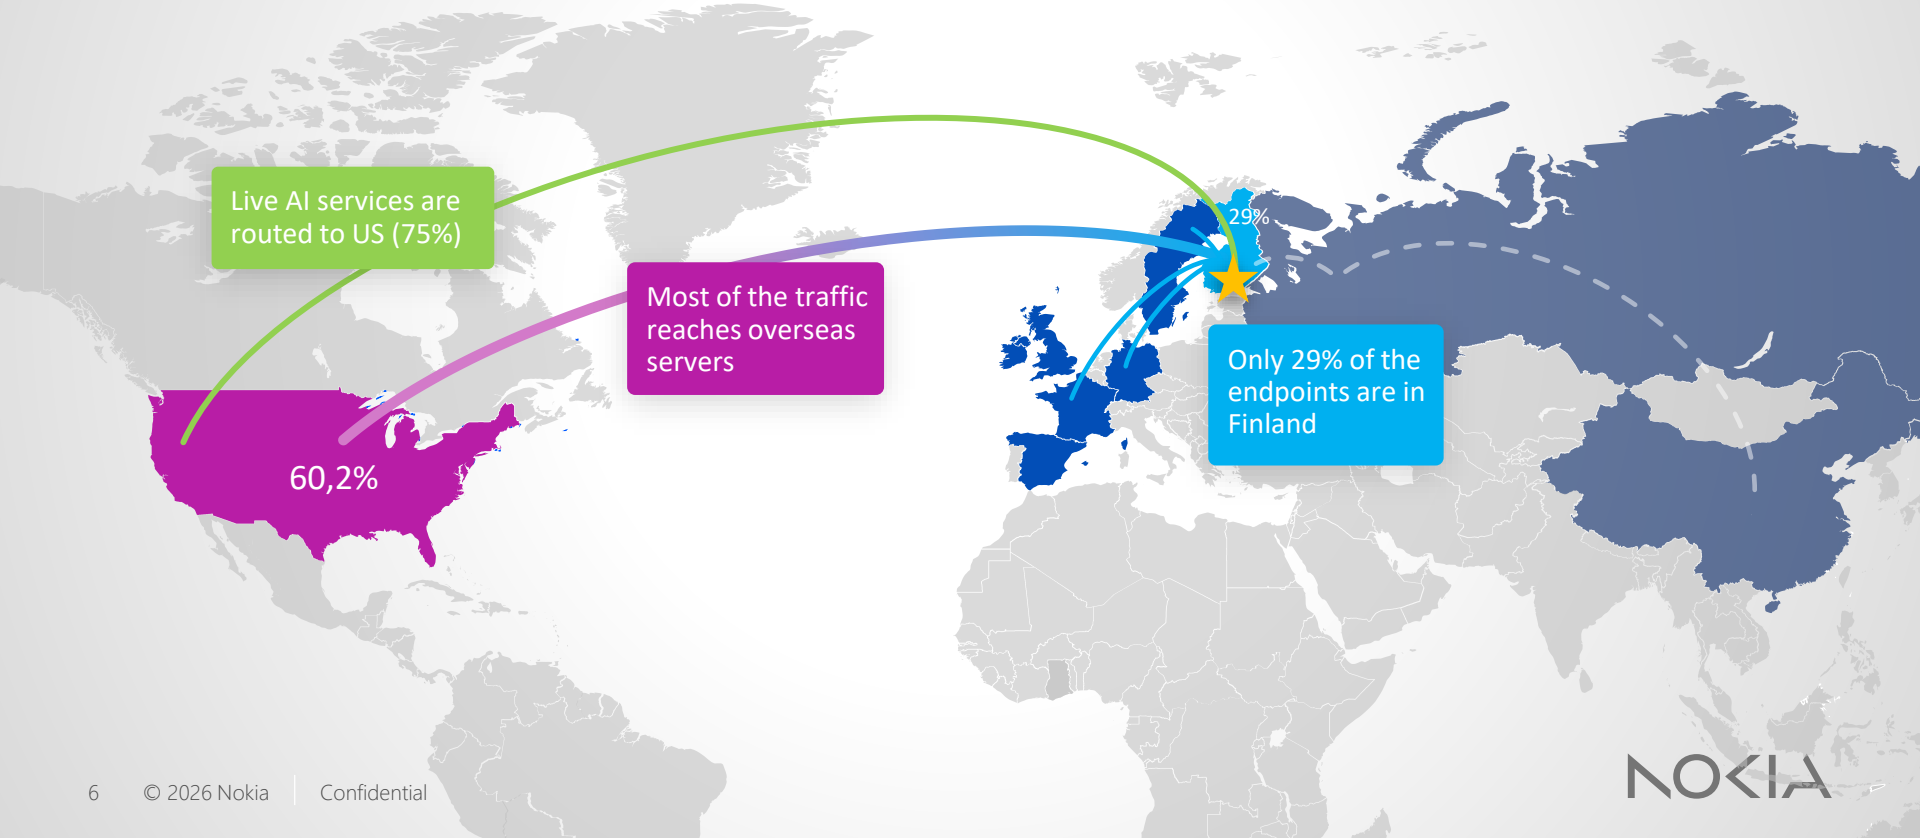 Live AI services are
routed to US (75%)
29%
Most of the traffic
reaches overseas
servers
Only 29% of the
endpoints are in
Finland
60,2%
6
© 2026 Nokia
Confidential
NOKIA